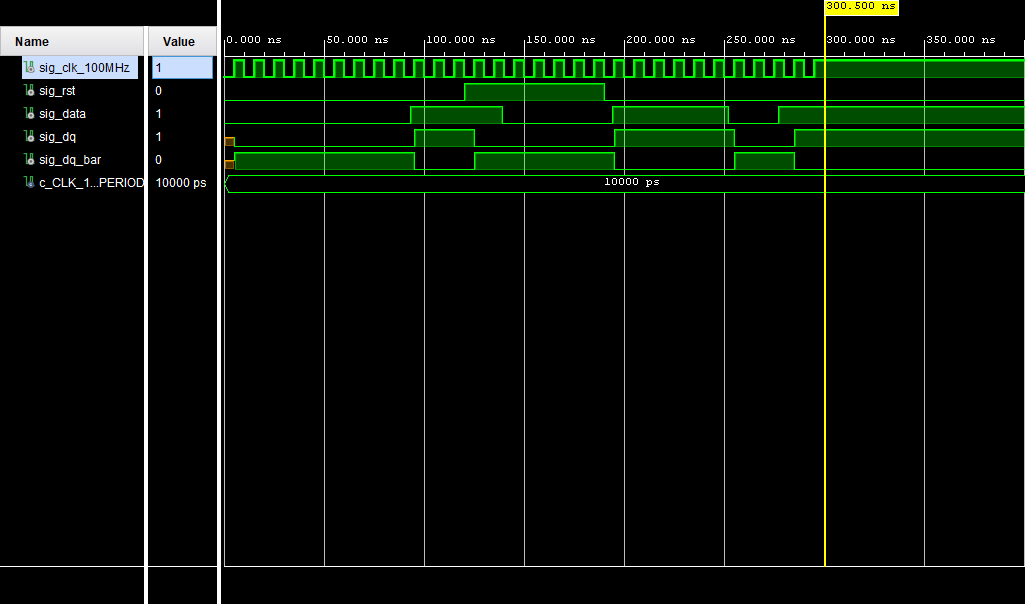 300.500 ns
Name Value
0.000 ns 50.000 ns 100.000 ns 150.000 ns 200.000 ns 250.000 ns 300.000 ns 350.000 ns
sig_clk_100MHz 1
sig_rst 0
sig_data 1
sig_dq 1
sig_dq_bar 0
c_CLK_1...PERIOD 10000 ps 10000 ps